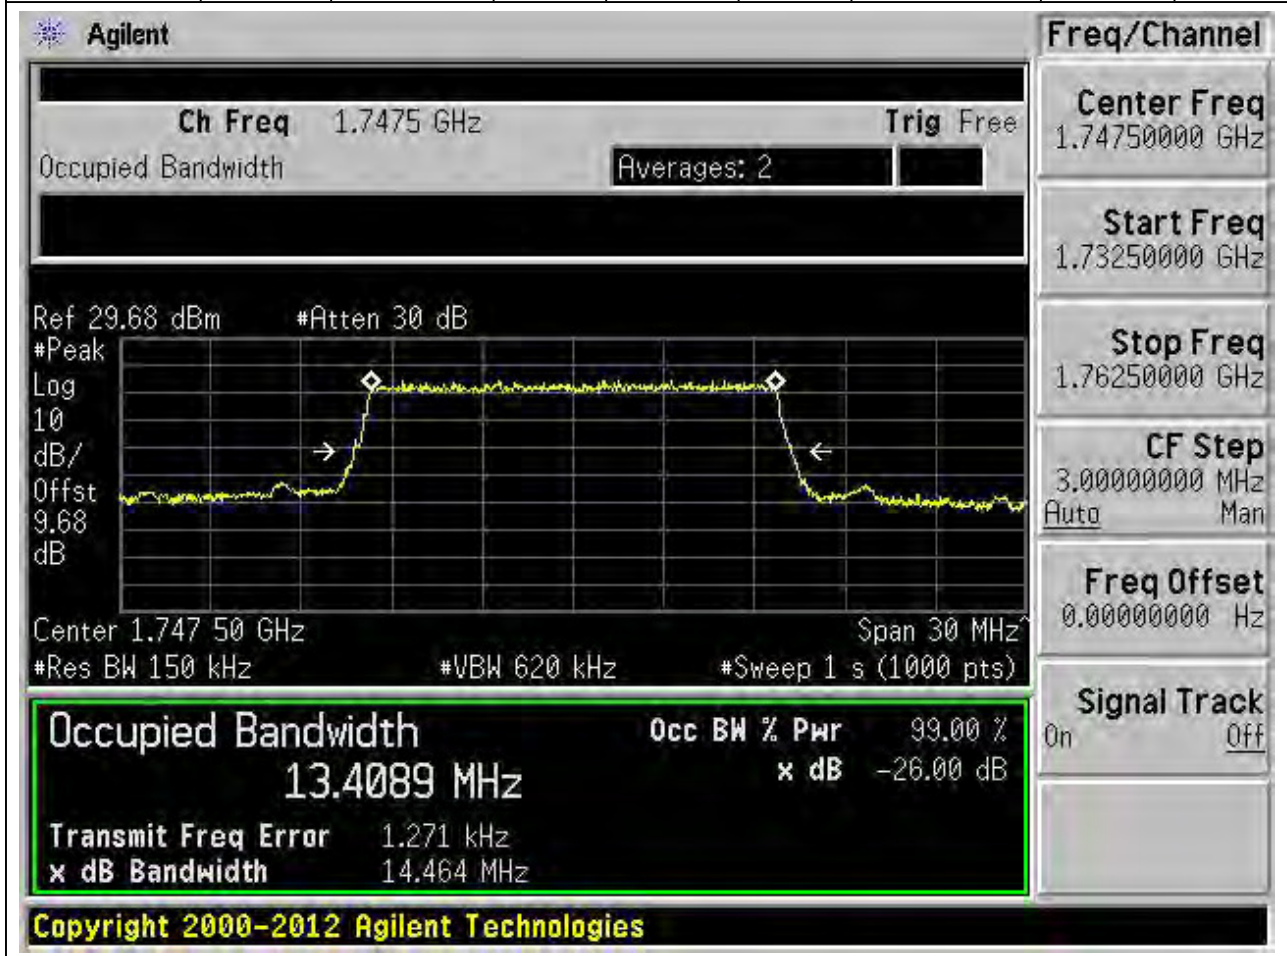 Agilent
Freq/Channel
Ch Freq 1.7475 GHz Trig Free
Occupied Bandwidth Averages: 2
Center Freq
1.74750000 GHz
Start Freq
1.73250000 GHz
Stop Freq
1.76250000 GHz
CF Step
3.00000000 MHz
Auto Man
Freq Offset
0.00000000 Hz
Signal Track
On Off
Ref 29.68 dBm #Atten 30 dB
#Peak
Log
10
dB/
Offst
9.68
dB
Center 1.747 50 GHz Span 30 MHz^
#Res BW 150 kHz #VBW 620 kHz #Sweep 1 s (1000 pts)
Occupied Bandwidth Occ BW % Pwr 99.00 %
13.4089 MHz x dB -26.00 dB
Transmit Freq Error 1.271 kHz
x dB Bandwidth 14.464 MHz
Copyright 2000-2012 Agilent Technologies